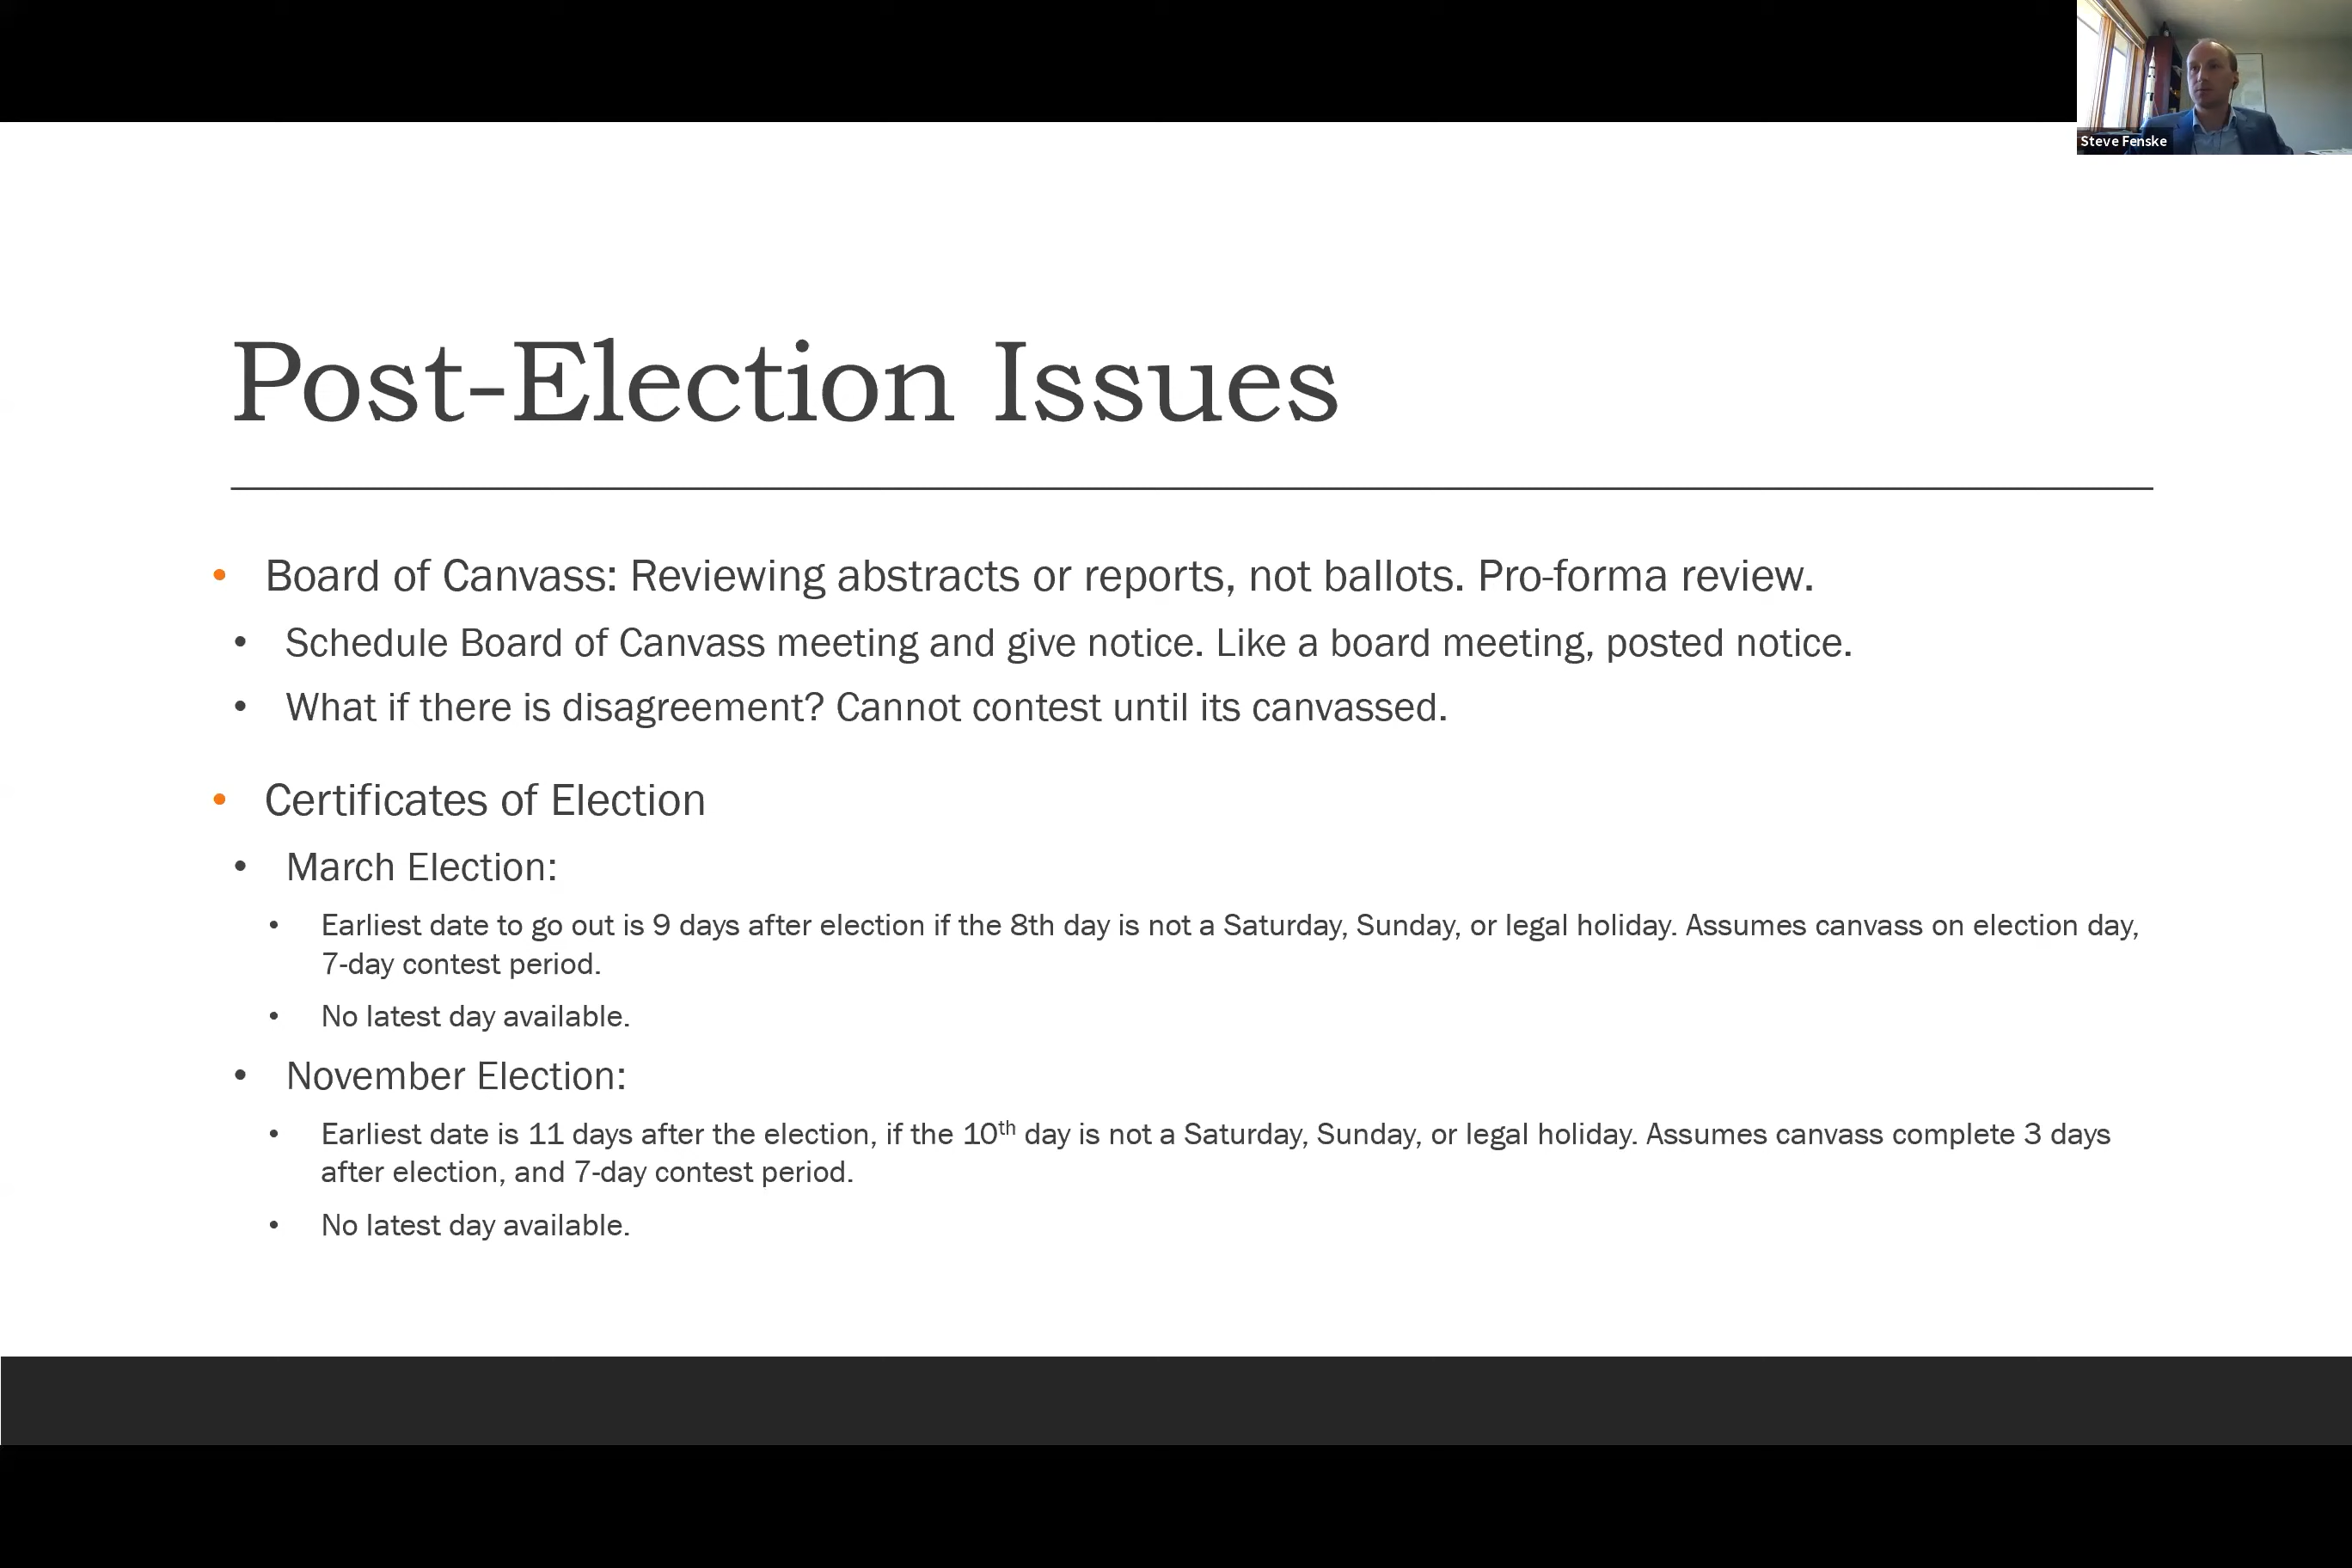 Steve Fenske
Post-Election Issues
• Board of Canvass: Reviewing abstracts or reports, not ballots. Pro-forma review.
• Schedule Board of Canvass meeting and give notice. Like a board meeting, posted notice.
• What if there is disagreement? Cannot contest until its canvassed.
• Certificates of Election
• March Election:
• Earliest date to go out is 9 days after election if the 8th day is not a Saturday, Sunday, or legal holiday. Assumes canvass on election day,
7-day contest period.
• No latest day available.
• November Election:
• Earliest date is 11 days after the election, if the 10th day is not a Saturday, Sunday, or legal holiday. Assumes canvass complete 3 days
after election, and 7-day contest period.
• No latest day available.